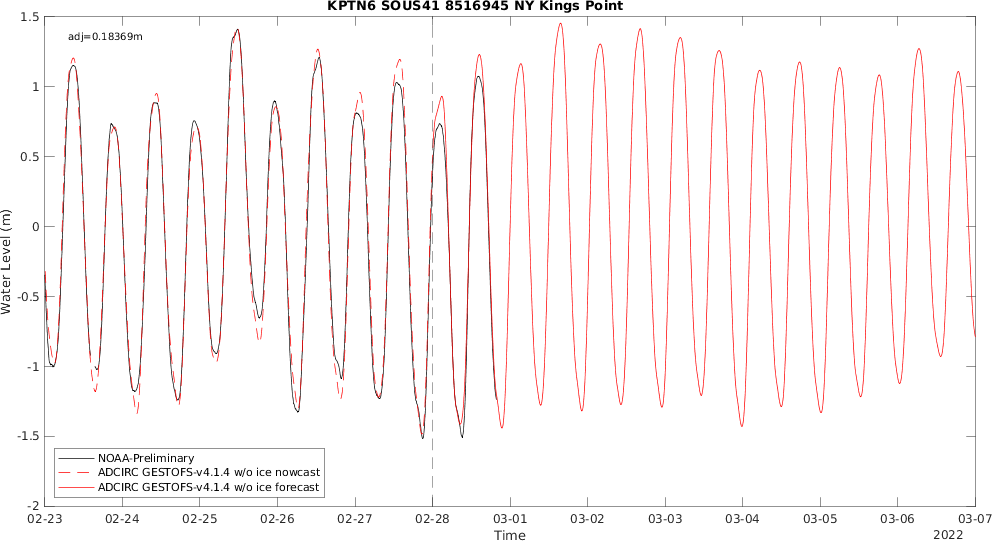 KPTN6 SOUS41 8516945 NY Kings Point
adj=0.18369m
1.5
1
0.5
0
-0.5
-1
-1.5
-2
Water Level (m)
NOAA-Preliminary
ADCIRC GESTOFS-v4.1.4 w/o ice nowcast
ADCIRC GESTOFS-v4.1.4 w/o ice forecast
02-23 02-24 02-25 02-26 02-27 02-28 03-01 03-02 03-03 03-04 03-05 03-06 03-07
Time
2022